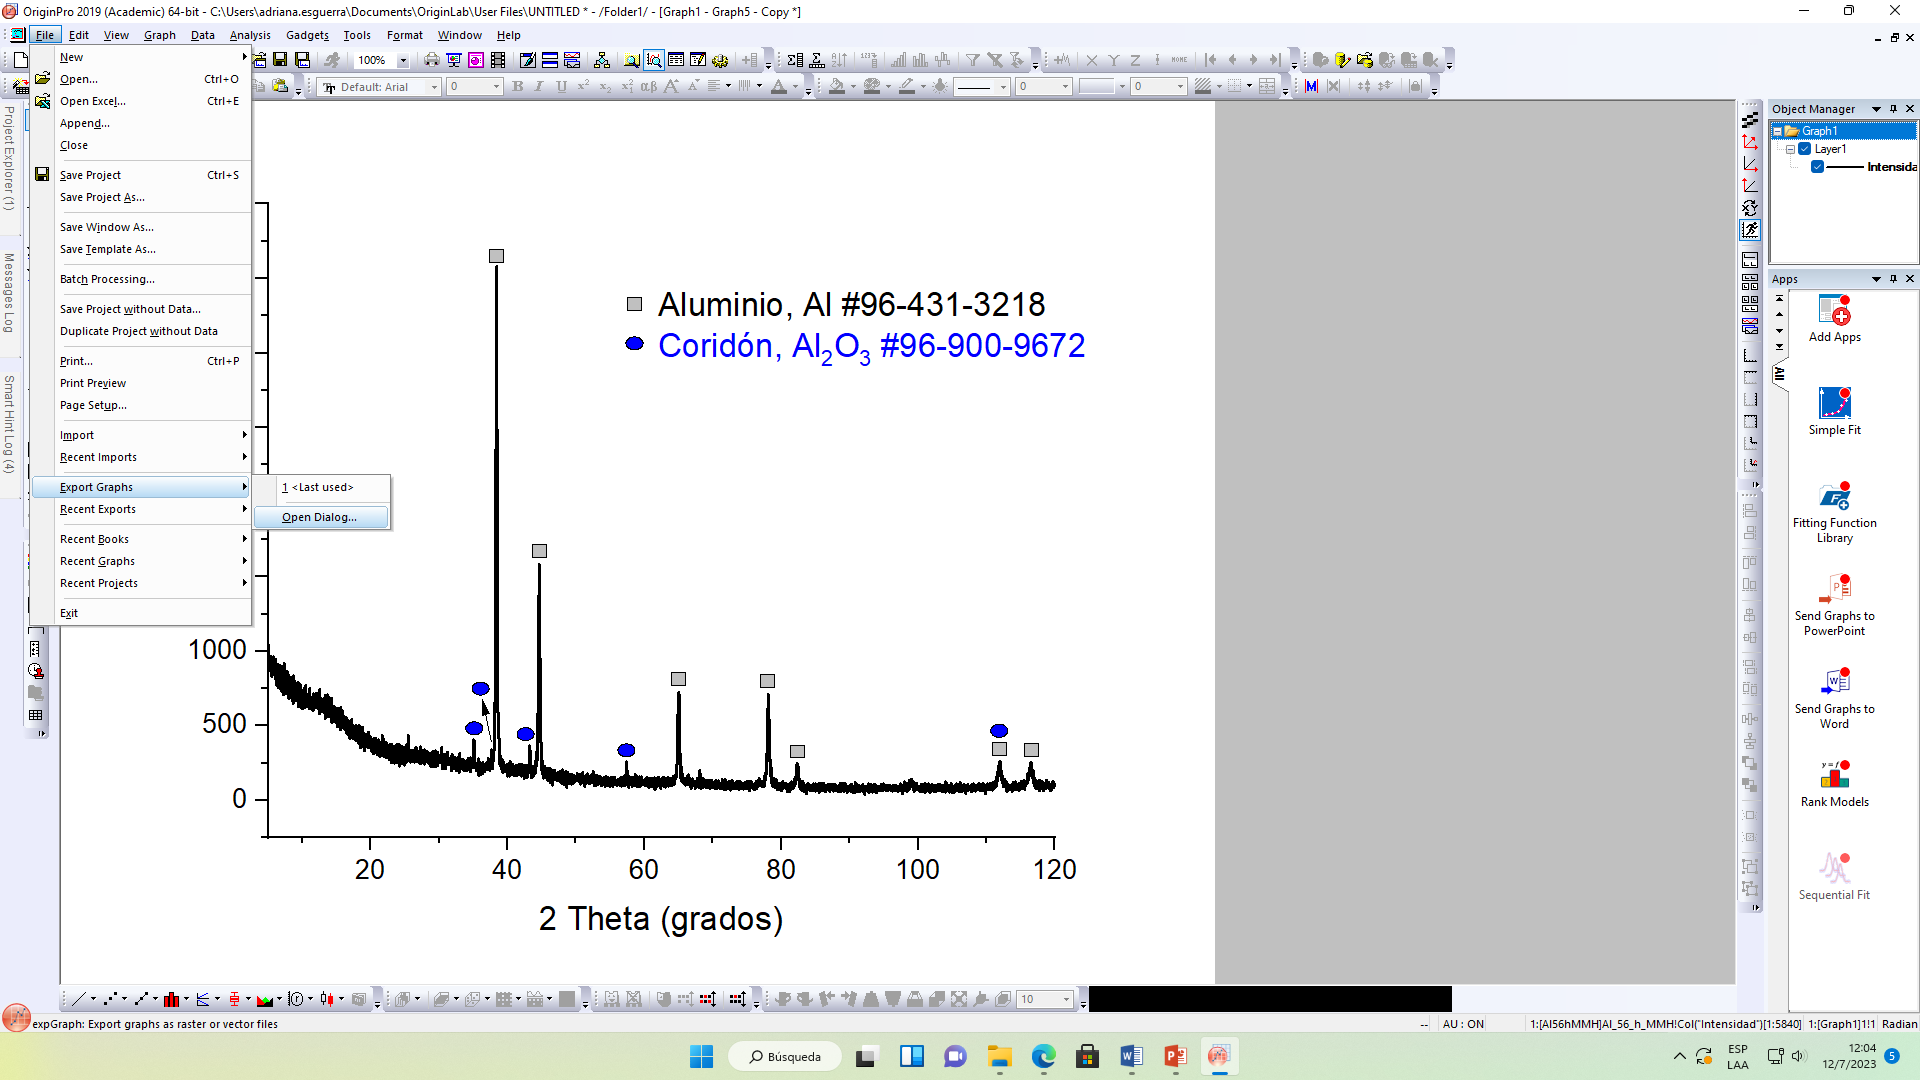 OriginPro 2019 (Academic) 64-bit - C:\Users\adriana.esguerra\Documents\OriginLab\User Files\UNTITLED * - /Folder1/ - [Graph1 - Graph5 - Copy *]
File Edit View Graph Data Analysis Gadgets Tools Format Window Help
100%
Default: Arial 0 B I U 0 0
New
Open... Ctrl+O
Open Excel... Ctrl+E
Append...
Close
Save Project Ctrl+S
Save Project As...
Save Window As...
Save Template As...
Batch Processing...
Save Project without Data...
Duplicate Project without Data
Print... Ctrl+P
Print Preview
Page Setup...
Import
Recent Imports
Export Graphs
Recent Exports
Recent Books
Recent Graphs
Recent Projects
Exit
1 <Last used>
Open Dialog...
Project Explorer (1)
Messages Log
Smart Hint Log (4)
Aluminio, Al #96-431-3218
Coridón, Al2O3 #96-900-9672
1000
500
0
20 40 60 80 100 120
2 Theta (grados)
Object Manager
Graph1
Layer1
Intensida
Apps
All
Add Apps
Simple Fit
Fitting Function
Library
Send Graphs to
PowerPoint
Send Graphs to
Word
Rank Models
Sequential Fit
10
expGraph: Export graphs as raster or vector files
-- AU : ON 1:[Al56hMMH]Al_56_h_MMH!Col("Intensidad")[1:5840] 1:[Graph1]1!1 Radian
Búsqueda
ESP
LAA
12:04
12/7/2023
5